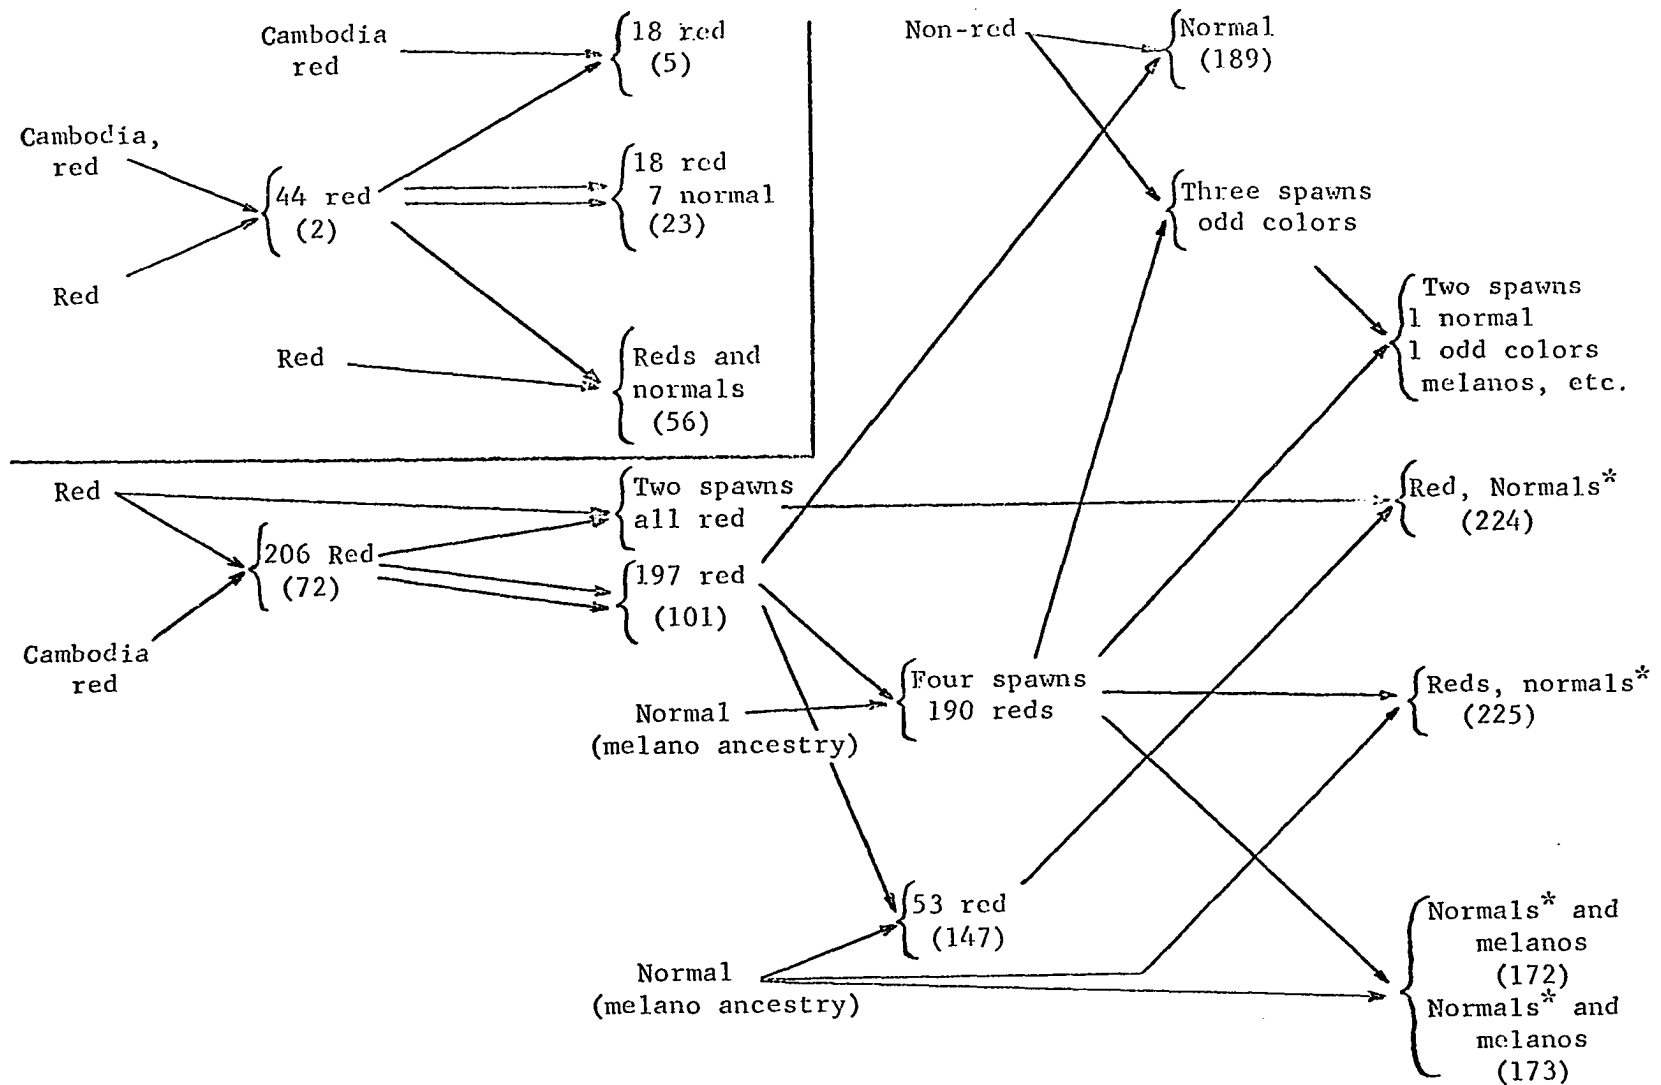 Cambodia
red
18 red
(5)
Cambodia,
red
44 red
(2)
Red
18 red
7 normal
(23)
Red
Reds and
normals
(56)
Non-red
Normal
(189)
Three spawns
odd colors
Two spawns
1 normal
1 odd colors
melanos, etc.
Red
Two spawns
all red
206 Red
(72)
197 red
(101)
Cambodia
red
Red, Normals*
(224)
Four spawns
190 reds
Normal
(melano ancestry)
Reds, normals*
(225)
53 red
(147)
Normal
(melano ancestry)
Normals* and
melanos
(172)
Normals* and
melanos
(173)